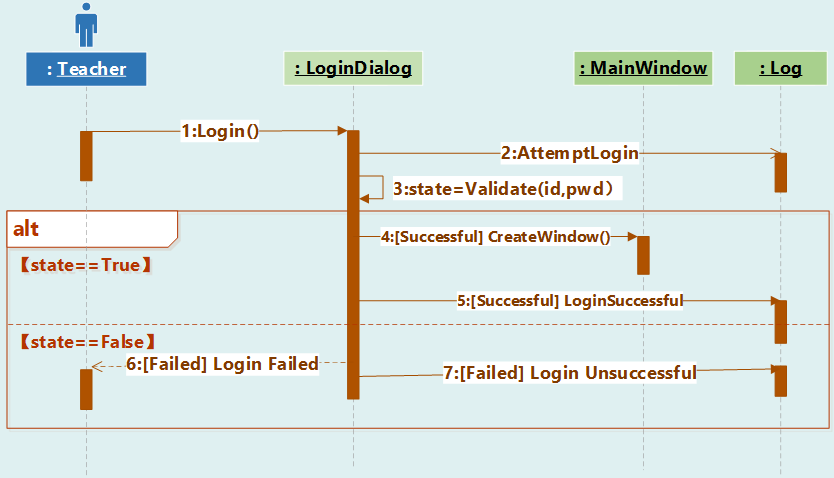 : Teacher
: LoginDialog
: MainWindow
: Log
1:Login()
2:AttemptLogin
3:state=Validate(id,pwd）
alt
4:[Successful] CreateWindow()
【state==True】
5:[Successful] LoginSuccessful
【state==False】
6:[Failed] Login Failed
7:[Failed] Login Unsuccessful